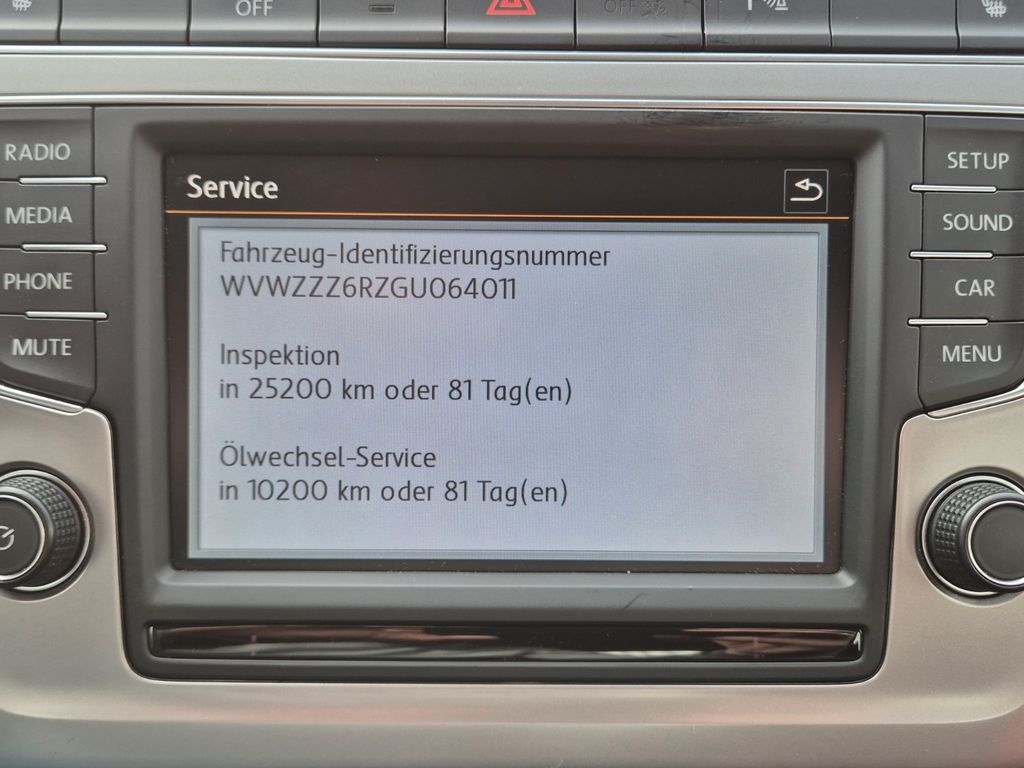 OFF
OFF
RADIO
MEDIA
PHONE
MUTE
Service
Fahrzeug-Identifizierungsnummer
WVWZZZ6RZGU064011
Inspektion
in 25200 km oder 81 Tag(en)
Ölwechsel-Service
in 10200 km oder 81 Tag(en)
SETUP
SOUND
CAR
MENU